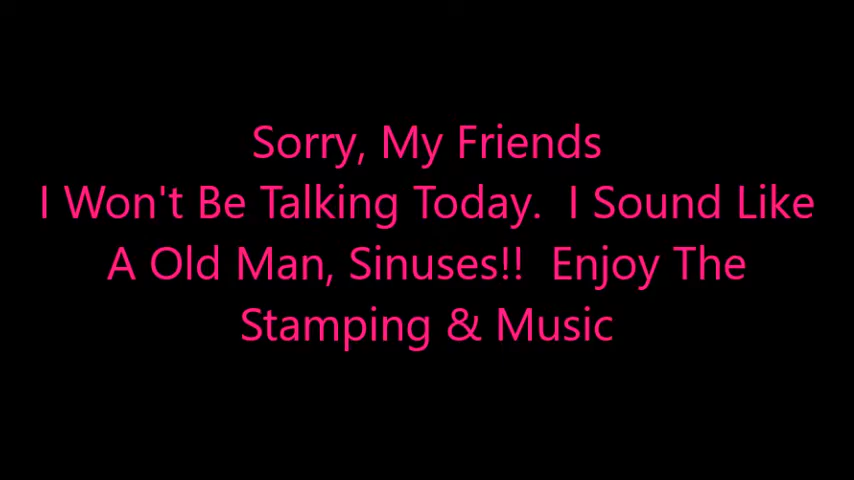 Sorry, My Friends
I Won't Be Talking Today.  I Sound Like
A Old Man, Sinuses!!  Enjoy The
Stamping & Music